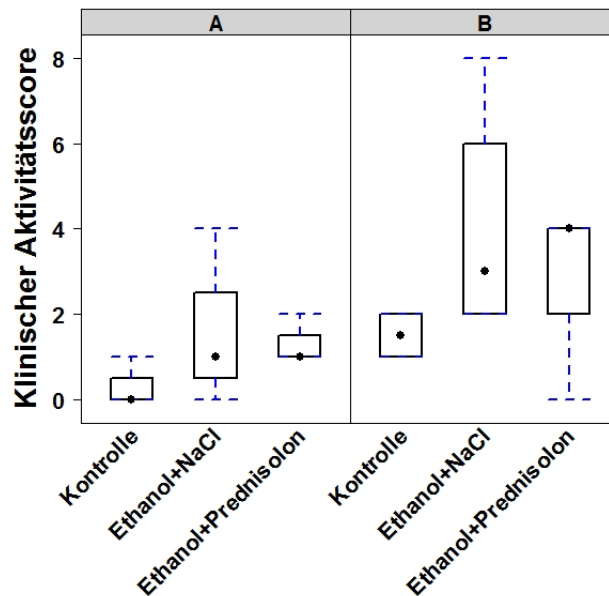 A B
Klinischer Aktivitätsscore
8
6
4
2
0
Kontrolle
Ethanol+NaCl
Ethanol+Prednisolon
Kontrolle
Ethanol+NaCl
Ethanol+Prednisolon